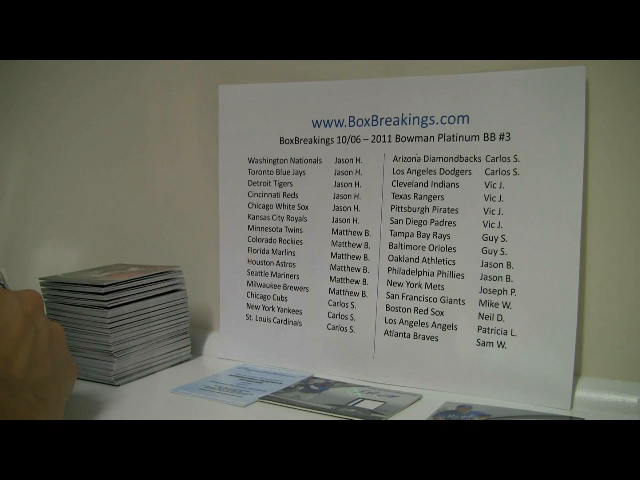 www.BoxBreakings.com
BoxBreakings 10/06 – 2011 Bowman Platinum BB #3
Washington Nationals Jason H.
Toronto Blue Jays Jason H.
Detroit Tigers Jason H.
Cincinnati Reds Jason H.
Chicago White Sox Jason H.
Kansas City Royals Jason H.
Minnesota Twins Matthew B.
Colorado Rockies Matthew B.
Florida Marlins Matthew B.
Houston Astros Matthew B.
Seattle Mariners Matthew B.
Milwaukee Brewers Matthew B.
Chicago Cubs Carlos S.
New York Yankees Carlos S.
St. Louis Cardinals Carlos S.
Arizona Diamondbacks Carlos S.
Los Angeles Dodgers Carlos S.
Cleveland Indians Vic J.
Texas Rangers Vic J.
Pittsburgh Pirates Vic J.
San Diego Padres Vic J.
Tampa Bay Rays Guy S.
Baltimore Orioles Guy S.
Oakland Athletics Jason B.
Philadelphia Phillies Jason B.
New York Mets Joseph P.
San Francisco Giants Mike W.
Boston Red Sox Neil D.
Los Angeles Angels Patricia L.
Atlanta Braves Sam W.